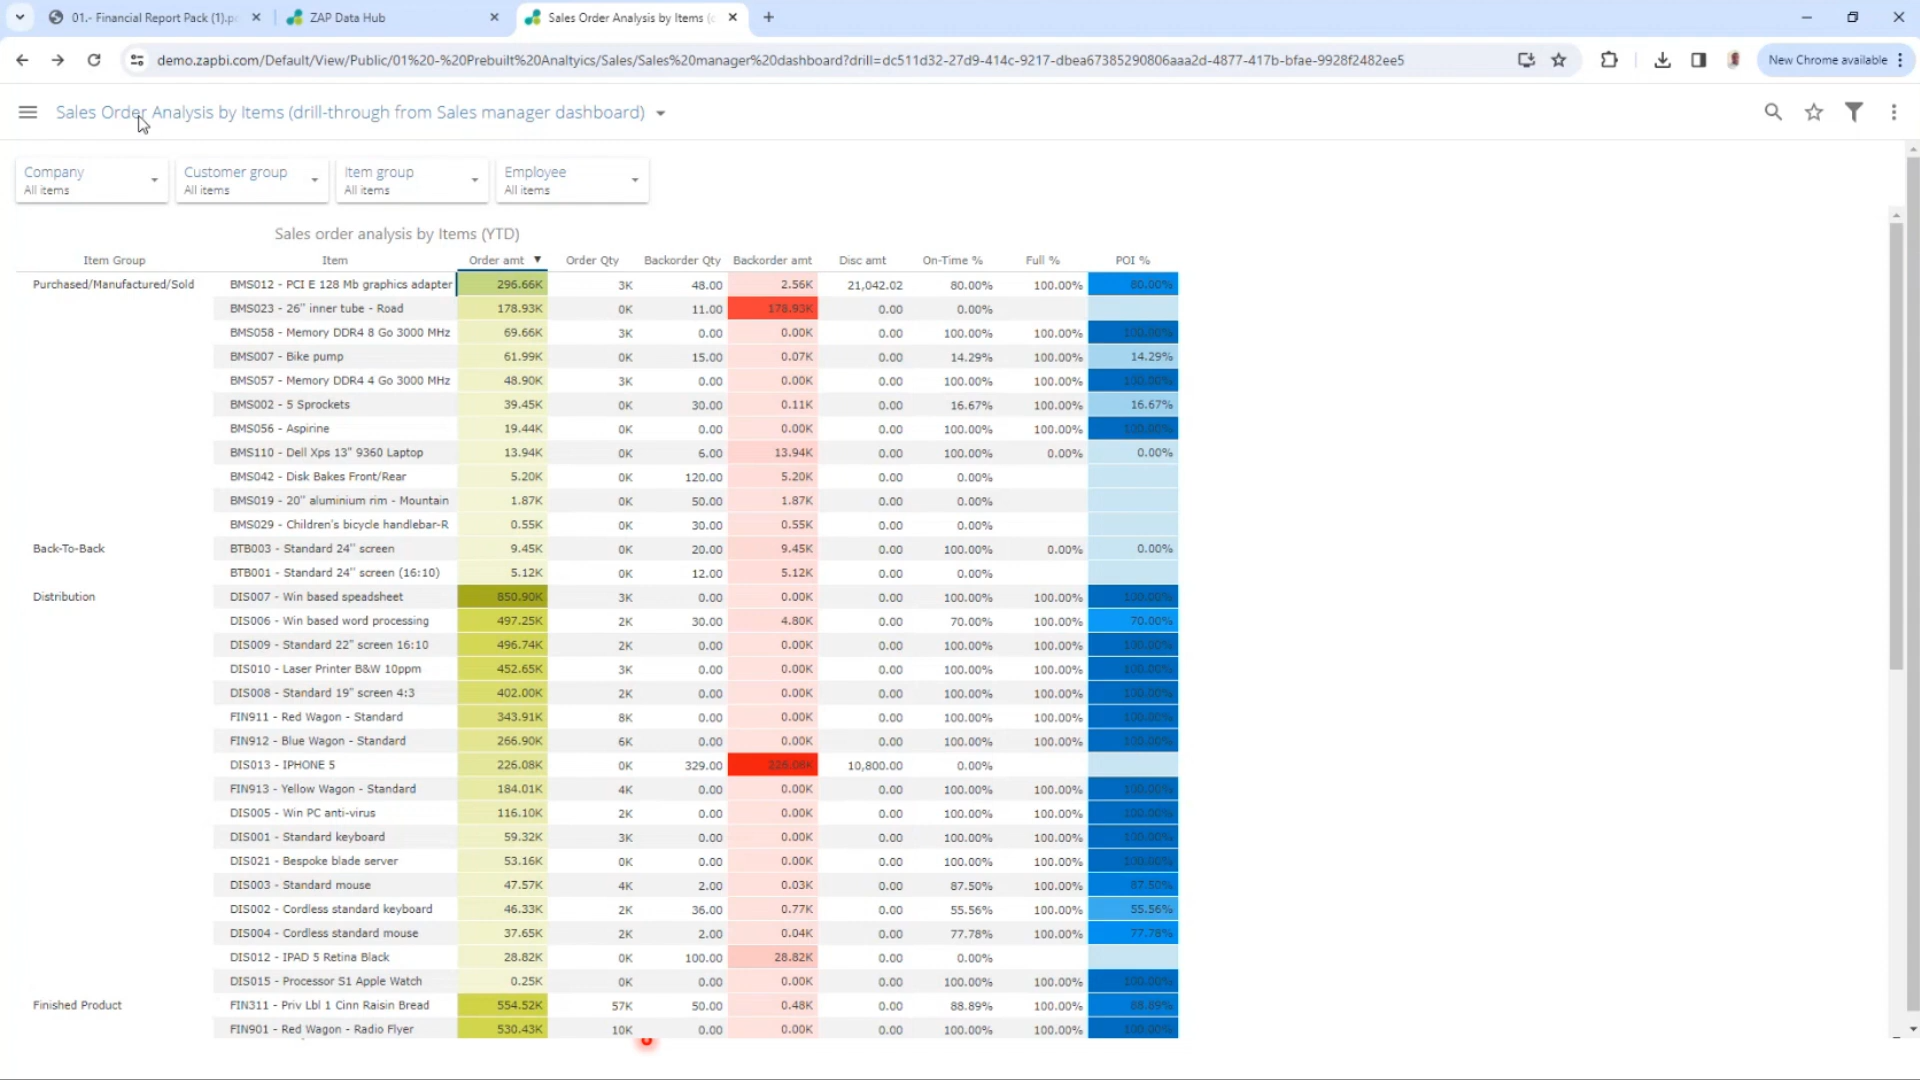 01.- Financial Report Pack (1).p
ZAP Data Hub
Sales Order Analysis by Items (d
demo.zapbi.com/Default/View/Public/01%20-%20Prebuilt%20Analtyics/Sales/Sales%20manager%20dashboard?drill=dc511d32-27d9-414c-9217-dbea67385290806aaa2d-4877-417b-bfae-9928f2482ee5
New Chrome available
Sales Order Analysis by Items (drill-through from Sales manager dashboard)
Company Customer group Item group Employee
All items All items All items All items
Sales order analysis by Items (YTD)
Item Group Item Order amt ▼ Order Qty Backorder Qty Backorder amt Disc amt On-Time % Full % POI %
Purchased/Manufactured/Sold BMS012 - PCI E 128 Mb graphics adapter 296.66K 3K 48.00 2.56K 21,042.02 80.00% 100.00% 80.00%
BMS023 - 26" inner tube - Road 178.93K 0K 11.00 178.93K 0.00 0.00%
BMS058 - Memory DDR4 8 Go 3000 MHz 69.66K 3K 0.00 0.00K 0.00 100.00% 100.00% 100.00%
BMS007 - Bike pump 61.99K 0K 15.00 0.07K 0.00 14.29% 100.00% 14.29%
BMS057 - Memory DDR4 4 Go 3000 MHz 48.90K 3K 0.00 0.00K 0.00 100.00% 100.00% 100.00%
BMS002 - 5 Sprockets 39.45K 0K 30.00 0.11K 0.00 16.67% 100.00% 16.67%
BMS056 - Aspirine 19.44K 0K 0.00 0.00K 0.00 100.00% 100.00% 100.00%
BMS110 - Dell Xps 13" 9360 Laptop 13.94K 0K 6.00 13.94K 0.00 100.00% 0.00% 0.00%
BMS042 - Disk Bakes Front/Rear 5.20K 0K 120.00 5.20K 0.00 0.00%
BMS019 - 20" aluminium rim - Mountain 1.87K 0K 50.00 1.87K 0.00 0.00%
BMS029 - Children's bicycle handlebar-R 0.55K 0K 30.00 0.55K 0.00 0.00%
Back-To-Back BTB003 - Standard 24" screen 9.45K 0K 20.00 9.45K 0.00 100.00% 0.00% 0.00%
BTB001 - Standard 24" screen (16:10) 5.12K 0K 12.00 5.12K 0.00 0.00%
Distribution DIS007 - Win based speadsheet 850.90K 3K 0.00 0.00K 0.00 100.00% 100.00% 100.00%
DIS006 - Win based word processing 497.25K 2K 30.00 4.80K 0.00 70.00% 100.00% 70.00%
DIS009 - Standard 22" screen 16:10 496.74K 2K 0.00 0.00K 0.00 100.00% 100.00% 100.00%
DIS010 - Laser Printer B&W 10ppm 452.65K 3K 0.00 0.00K 0.00 100.00% 100.00% 100.00%
DIS008 - Standard 19" screen 4:3 402.00K 2K 0.00 0.00K 0.00 100.00% 100.00% 100.00%
FIN911 - Red Wagon - Standard 343.91K 8K 0.00 0.00K 0.00 100.00% 100.00% 100.00%
FIN912 - Blue Wagon - Standard 266.90K 6K 0.00 0.00K 0.00 100.00% 100.00% 100.00%
DIS013 - IPHONE 5 226.08K 0K 329.00 226.08K 10,800.00 0.00%
FIN913 - Yellow Wagon - Standard 184.01K 4K 0.00 0.00K 0.00 100.00% 100.00% 100.00%
DIS005 - Win PC anti-virus 116.10K 2K 0.00 0.00K 0.00 100.00% 100.00% 100.00%
DIS001 - Standard keyboard 59.32K 3K 0.00 0.00K 0.00 100.00% 100.00% 100.00%
DIS021 - Bespoke blade server 53.16K 0K 0.00 0.00K 0.00 100.00% 100.00% 100.00%
DIS003 - Standard mouse 47.57K 4K 2.00 0.03K 0.00 87.50% 100.00% 87.50%
DIS002 - Cordless standard keyboard 46.33K 2K 36.00 0.77K 0.00 55.56% 100.00% 55.56%
DIS004 - Cordless standard mouse 37.65K 2K 2.00 0.04K 0.00 77.78% 100.00% 77.78%
DIS012 - IPAD 5 Retina Black 28.82K 0K 100.00 28.82K 0.00 0.00%
DIS015 - Processor S1 Apple Watch 0.25K 0K 0.00 0.00K 0.00 100.00% 100.00% 100.00%
Finished Product FIN311 - Priv Lbl 1 Cinn Raisin Bread 554.52K 57K 50.00 0.48K 0.00 88.89% 100.00% 88.89%
FIN901 - Red Wagon - Radio Flyer 530.43K 10K 0.00 0.00K 0.00 100.00% 100.00% 100.00%